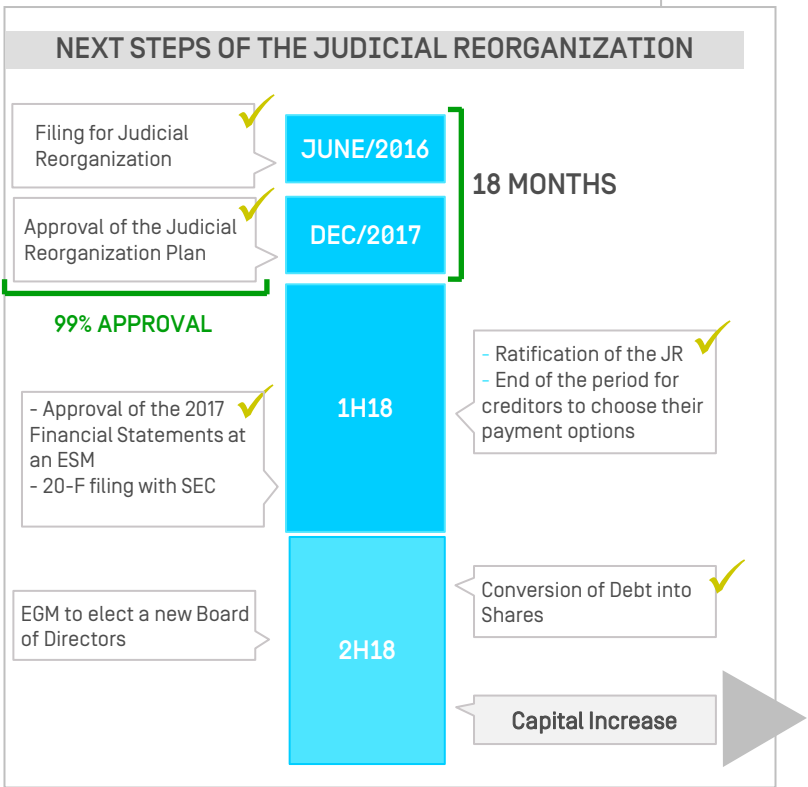 NEXT STEPS OF THE JUDICIAL REORGANIZATION
Filing for Judicial
Reorganization
JUNE/2016
18 MONTHS
Approval of the Judicial
Reorganization Plan
DEC/2017
99% APPROVAL
- Ratification of the JR
- End of the period for
creditors to choose their
payment options
1H18
- Approval of the 2017
Financial Statements at
an ESM
- 20-F filing with SEC
Conversion of Debt into
Shares
EGM to elect a new Board
of Directors
2H18
Capital Increase